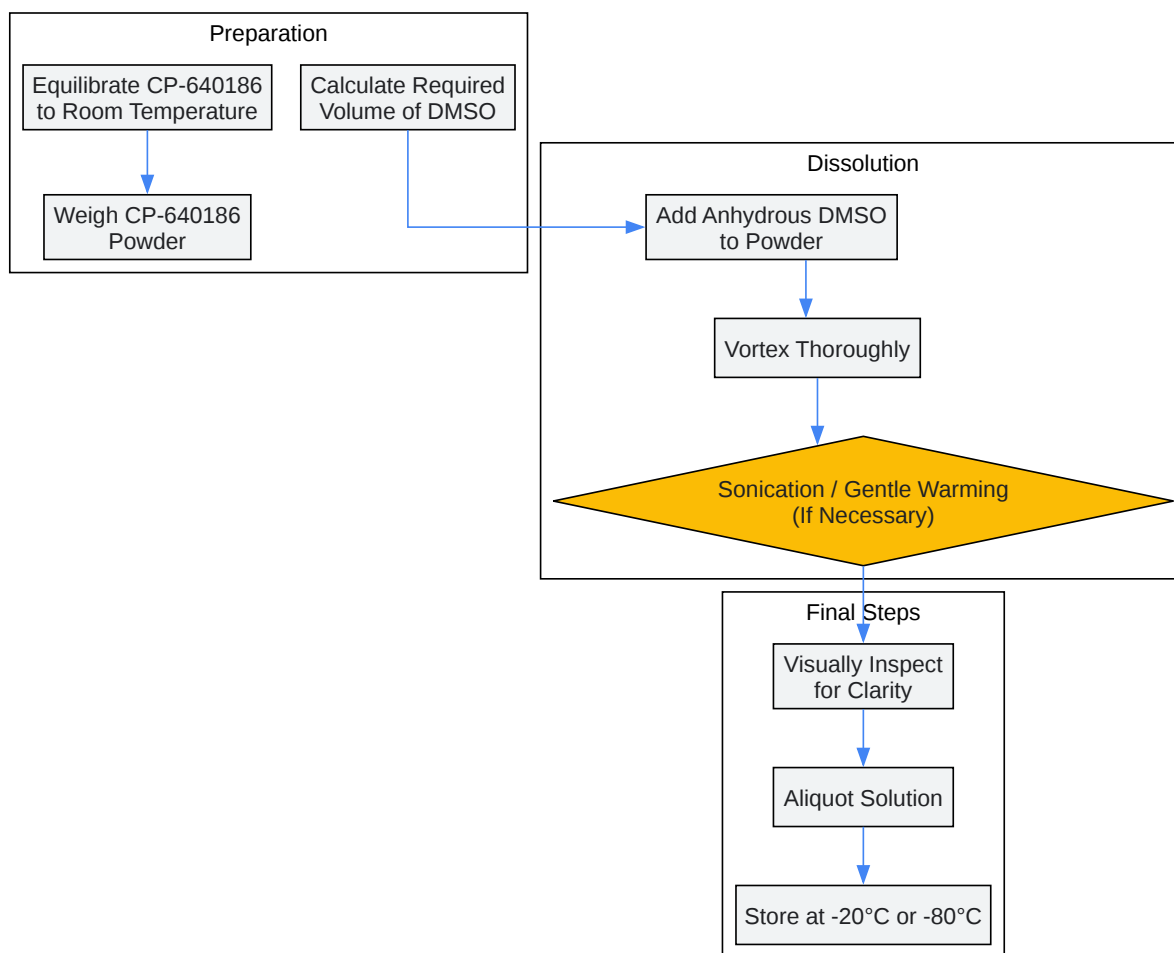 Preparation
Equilibrate CP-640186
to Room Temperature
Calculate Required
Volume of DMSO
Weigh CP-640186
Powder
Dissolution
Add Anhydrous DMSO
to Powder
Vortex Thoroughly
Sonication / Gentle Warming
(If Necessary)
Final Steps
Visually Inspect
for Clarity
Aliquot Solution
Store at -20°C or -80°C